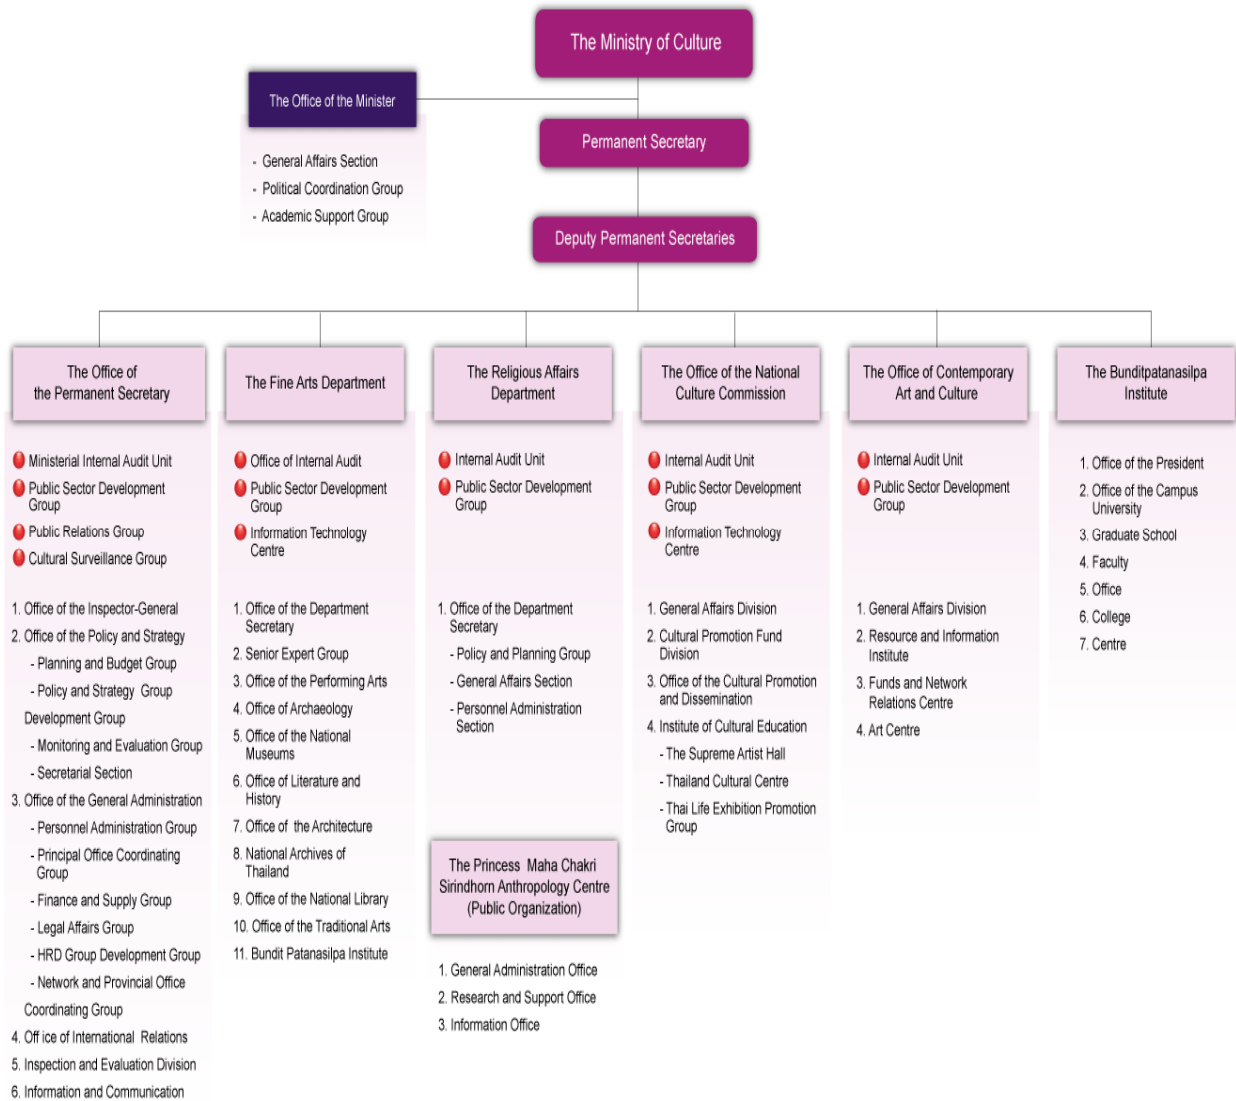 The Ministry of Culture
The Office of the Minister
- General Affairs Section
- Political Coordination Group
- Academic Support Group
Permanent Secretary
Deputy Permanent Secretaries
The Office of
the Permanent Secretary
Ministerial Internal Audit Unit
Public Sector Development
Group
Public Relations Group
Cultural Surveillance Group
1. Office of the Inspector-General
2. Office of the Policy and Strategy
- Planning and Budget Group
- Policy and Strategy Group
Development Group
- Monitoring and Evaluation Group
- Secretarial Section
3. Office of the General Administration
- Personnel Administration Group
- Principal Office Coordinating
Group
- Finance and Supply Group
- Legal Affairs Group
- HRD Group Development Group
- Network and Provincial Office
Coordinating Group
4. Off ice of International Relations
5. Inspection and Evaluation Division
6. Information and Communication
The Fine Arts Department
Office of Internal Audit
Public Sector Development
Group
Information Technology
Centre
1. Office of the Department
Secretary
2. Senior Expert Group
3. Office of the Performing Arts
4. Office of Archaeology
5. Office of the National
Museums
6. Office of Literature and
History
7. Office of the Architecture
8. National Archives of
Thailand
9. Office of the National Library
10. Office of the Traditional Arts
11. Bundit Patanasilpa Institute
The Religious Affairs
Department
Internal Audit Unit
Public Sector Development
Group
1. Office of the Department
Secretary
- Policy and Planning Group
- General Affairs Section
- Personnel Administration
Section
The Princess Maha Chakri
Sirindhorn Anthropology Centre
(Public Organization)
1. General Administration Office
2. Research and Support Office
3. Information Office
The Office of the National
Culture Commission
Internal Audit Unit
Public Sector Development
Group
Information Technology
Centre
1. General Affairs Division
2. Cultural Promotion Fund
Division
3. Office of the Cultural Promotion
and Dissemination
4. Institute of Cultural Education
- The Supreme Artist Hall
- Thailand Cultural Centre
- Thai Life Exhibition Promotion
Group
The Office of Contemporary
Art and Culture
Internal Audit Unit
Public Sector Development
Group
1. General Affairs Division
2. Resource and Information
Institute
3. Funds and Network
Relations Centre
4. Art Centre
The Bunditpatanasilpa
Institute
1. Office of the President
2. Office of the Campus
University
3. Graduate School
4. Faculty
5. Office
6. College
7. Centre